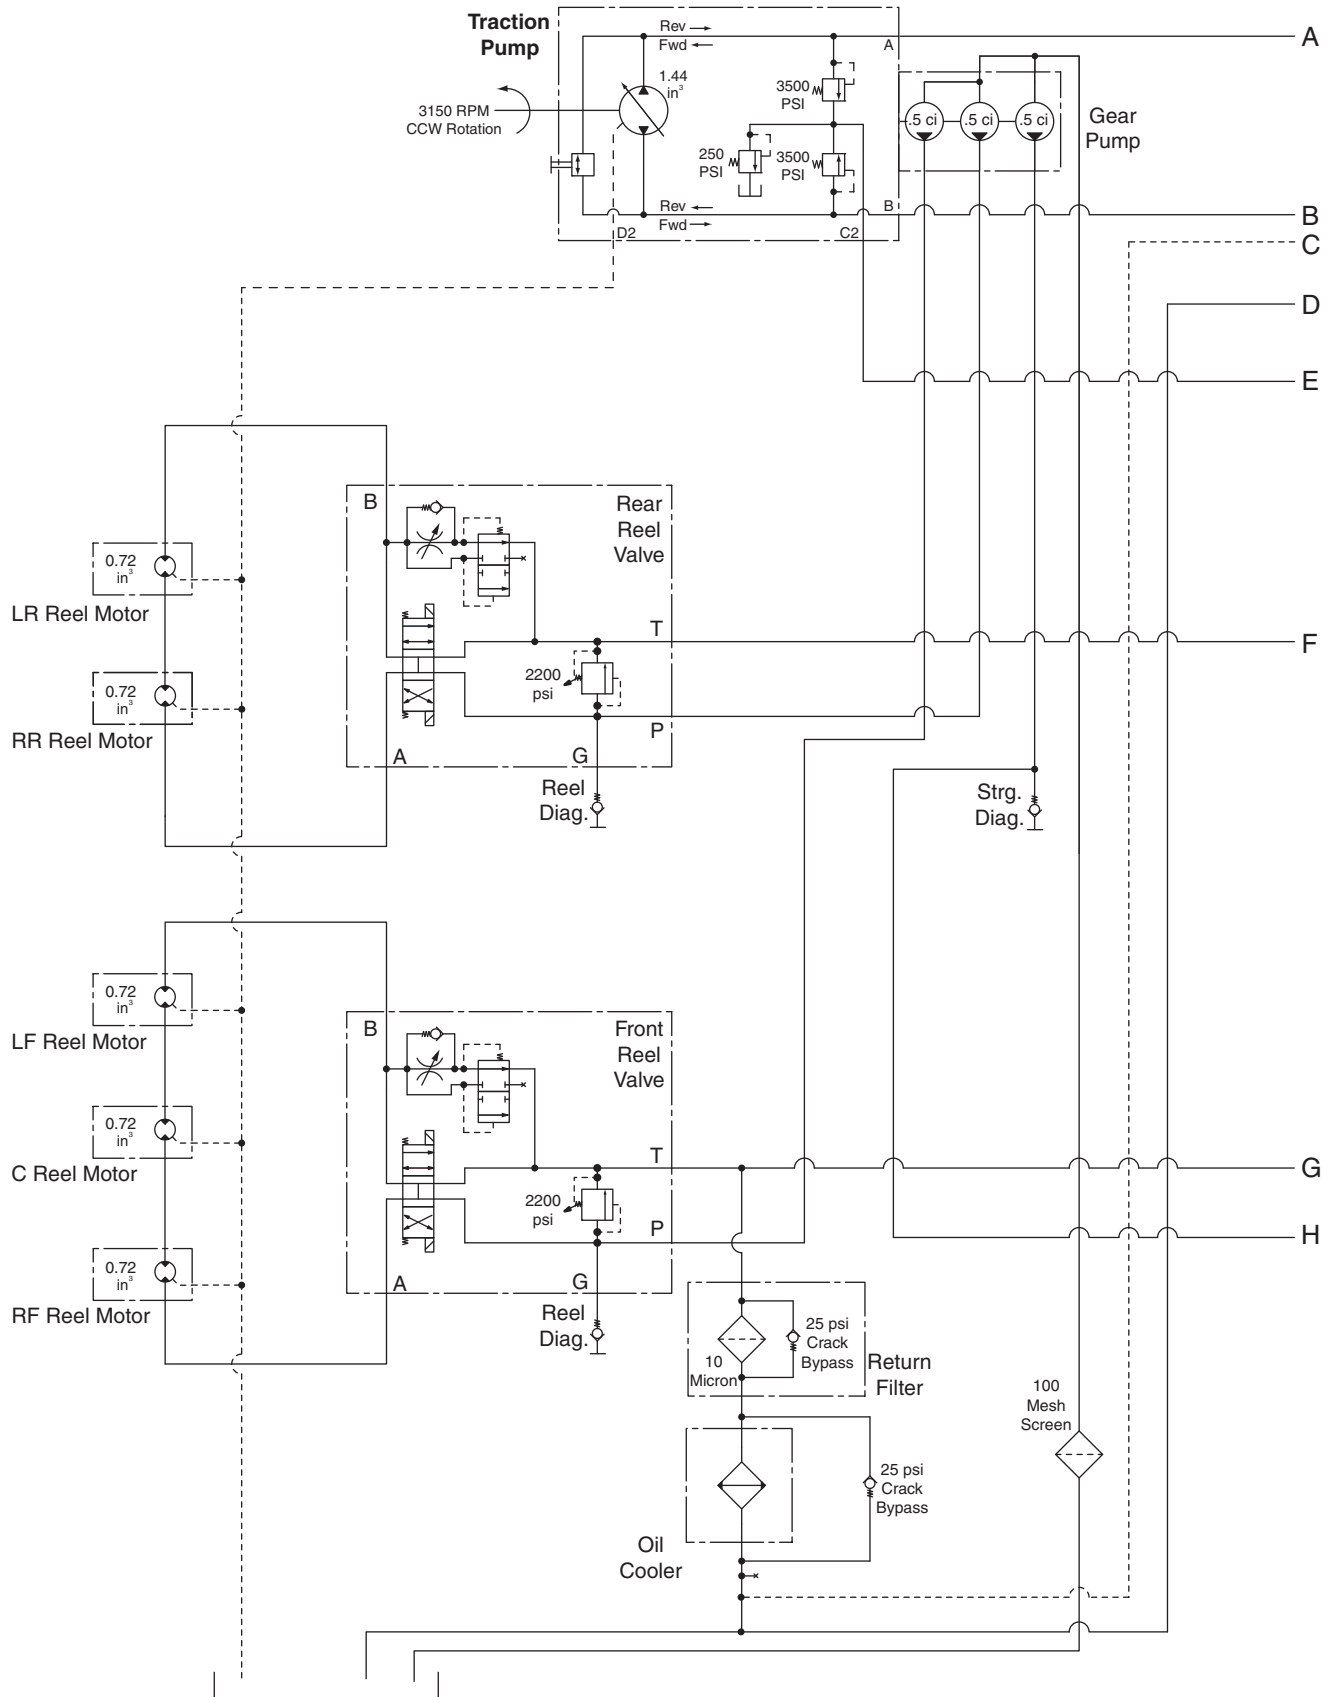 Traction
Pump
Rev
Fwd
A
A
1.44
in³
3150 RPM
CCW Rotation
3500
PSI
250
PSI
3500
PSI
.5 ci
.5 ci
.5 ci
Gear
Pump
Rev
Fwd
B
B
D2
C2
C
D
E
B
Rear
Reel
Valve
0.72
in³
LR Reel Motor
T
F
2200
psi
0.72
in³
RR Reel Motor
P
A
G
Reel
Diag.
Strg.
Diag.
0.72
in³
LF Reel Motor
B
Front
Reel
Valve
0.72
in³
C Reel Motor
T
G
2200
psi
P
H
0.72
in³
RF Reel Motor
A
G
Reel
Diag.
25 psi
Crack
Bypass
10
Micron
Return
Filter
100
Mesh
Screen
25 psi
Crack
Bypass
Oil
Cooler